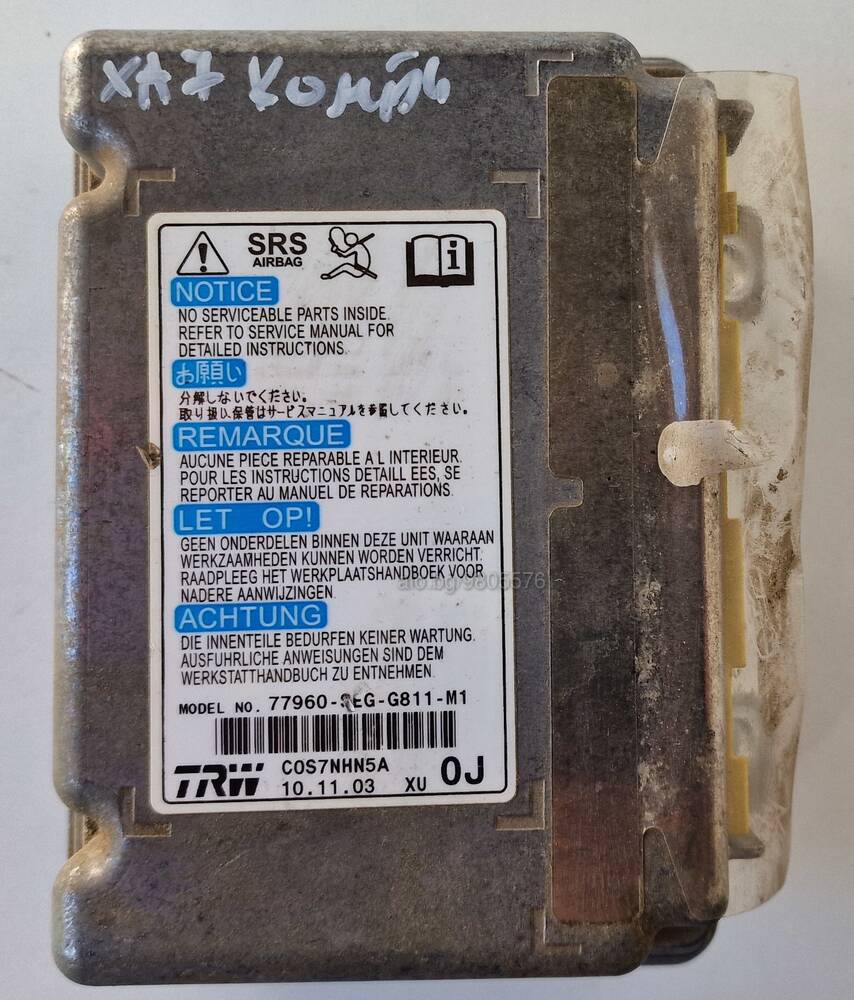 SRS
AIRBAG
NOTICE
NO SERVICEABLE PARTS INSIDE.
REFER TO SERVICE MANUAL FOR
DETAILED INSTRUCTIONS.
お願い
分解しないでください。
取り扱い、保管はサービスマニュアルを参照してください。
REMARQUE
AUCUNE PIECE REPARABLE A L INTERIEUR.
POUR LES INSTRUCTIONS DETAILL EES, SE
REPORTER AU MANUEL DE REPARATIONS.
LET OP!
GEEN ONDERDELEN BINNEN DEZE UNIT WAARAAN
WERKZAAMHEDEN KUNNEN WORDEN VERRICHT.
RAADPLEEG HET WERKPLAATSHANDBOEK VOOR
NADERE AANWIJZINGEN.
alo.bg/9805576
ACHTUNG
DIE INNENTEILE BEDURFEN KEINER WARTUNG.
AUSFUHRLICHE ANWEISUNGEN SIND DEM
WERKSTATTHANDBUCH ZU ENTNEHMEN.
MODEL NO. 77960-SEG-G811-M1
TRW C0S7NHN5A
10.11.03 XU 0J